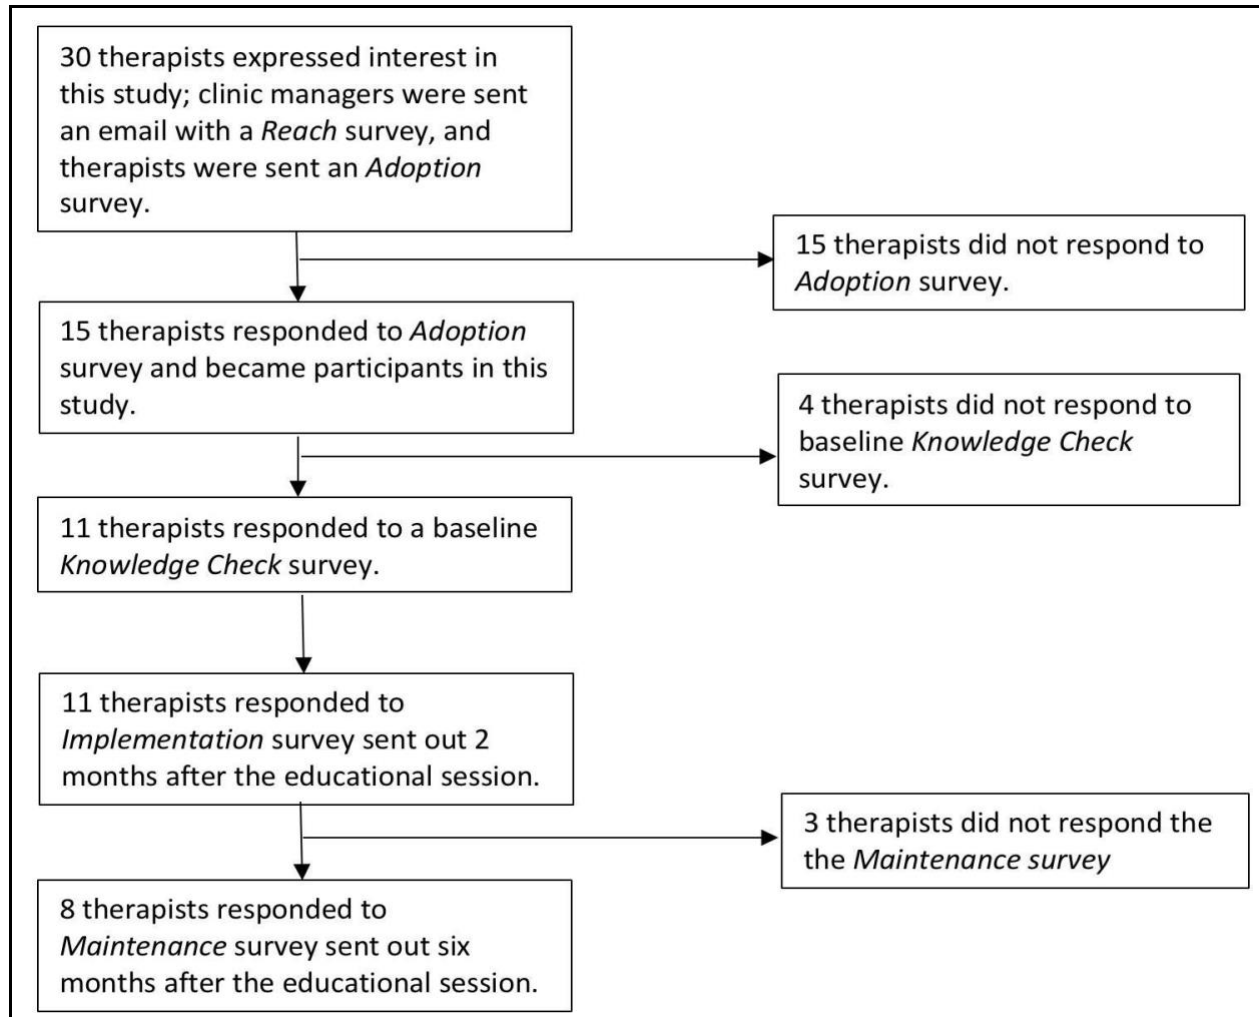 30 therapists expressed interest in
this study; clinic managers were sent
an email with a Reach survey, and
therapists were sent an Adoption
survey.
15 therapists did not respond to
Adoption survey.
15 therapists responded to Adoption
survey and became participants in this
study.
4 therapists did not respond to
baseline Knowledge Check
survey.
11 therapists responded to a baseline
Knowledge Check survey.
11 therapists responded to
Implementation survey sent out 2
months after the educational session.
3 therapists did not respond the
the Maintenance survey
8 therapists responded to
Maintenance survey sent out six
months after the educational session.